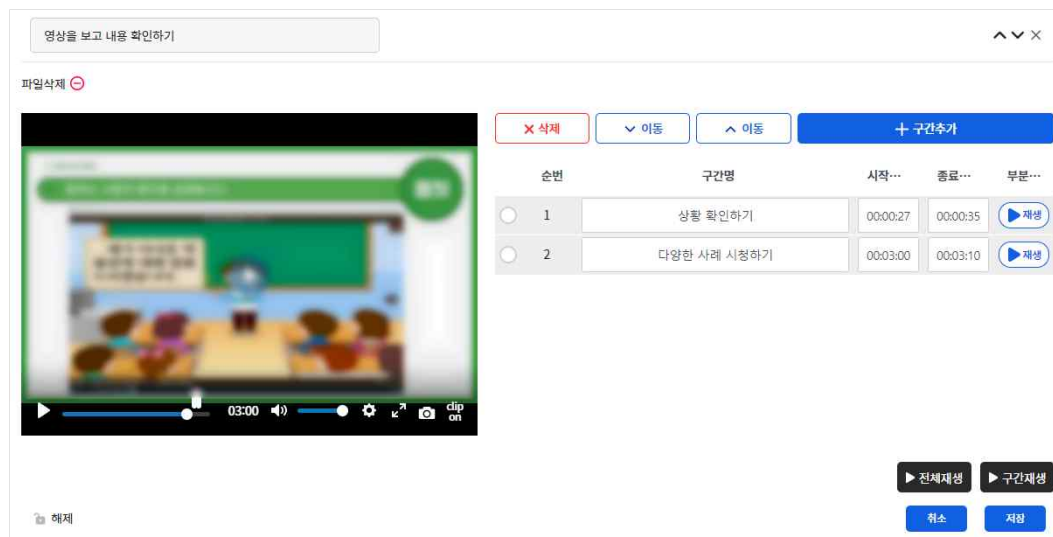 영상을 보고 내용 확인하기
파일삭제
삭제 이동 이동 구간추가
순번 구간명 시작… 종료… 부분…
1 상황 확인하기 00:00:27 00:00:35 재생
2 다양한 사례 시청하기 00:03:00 00:03:10 재생
03:00 clip on
전체재생 구간재생
해제 취소 저장